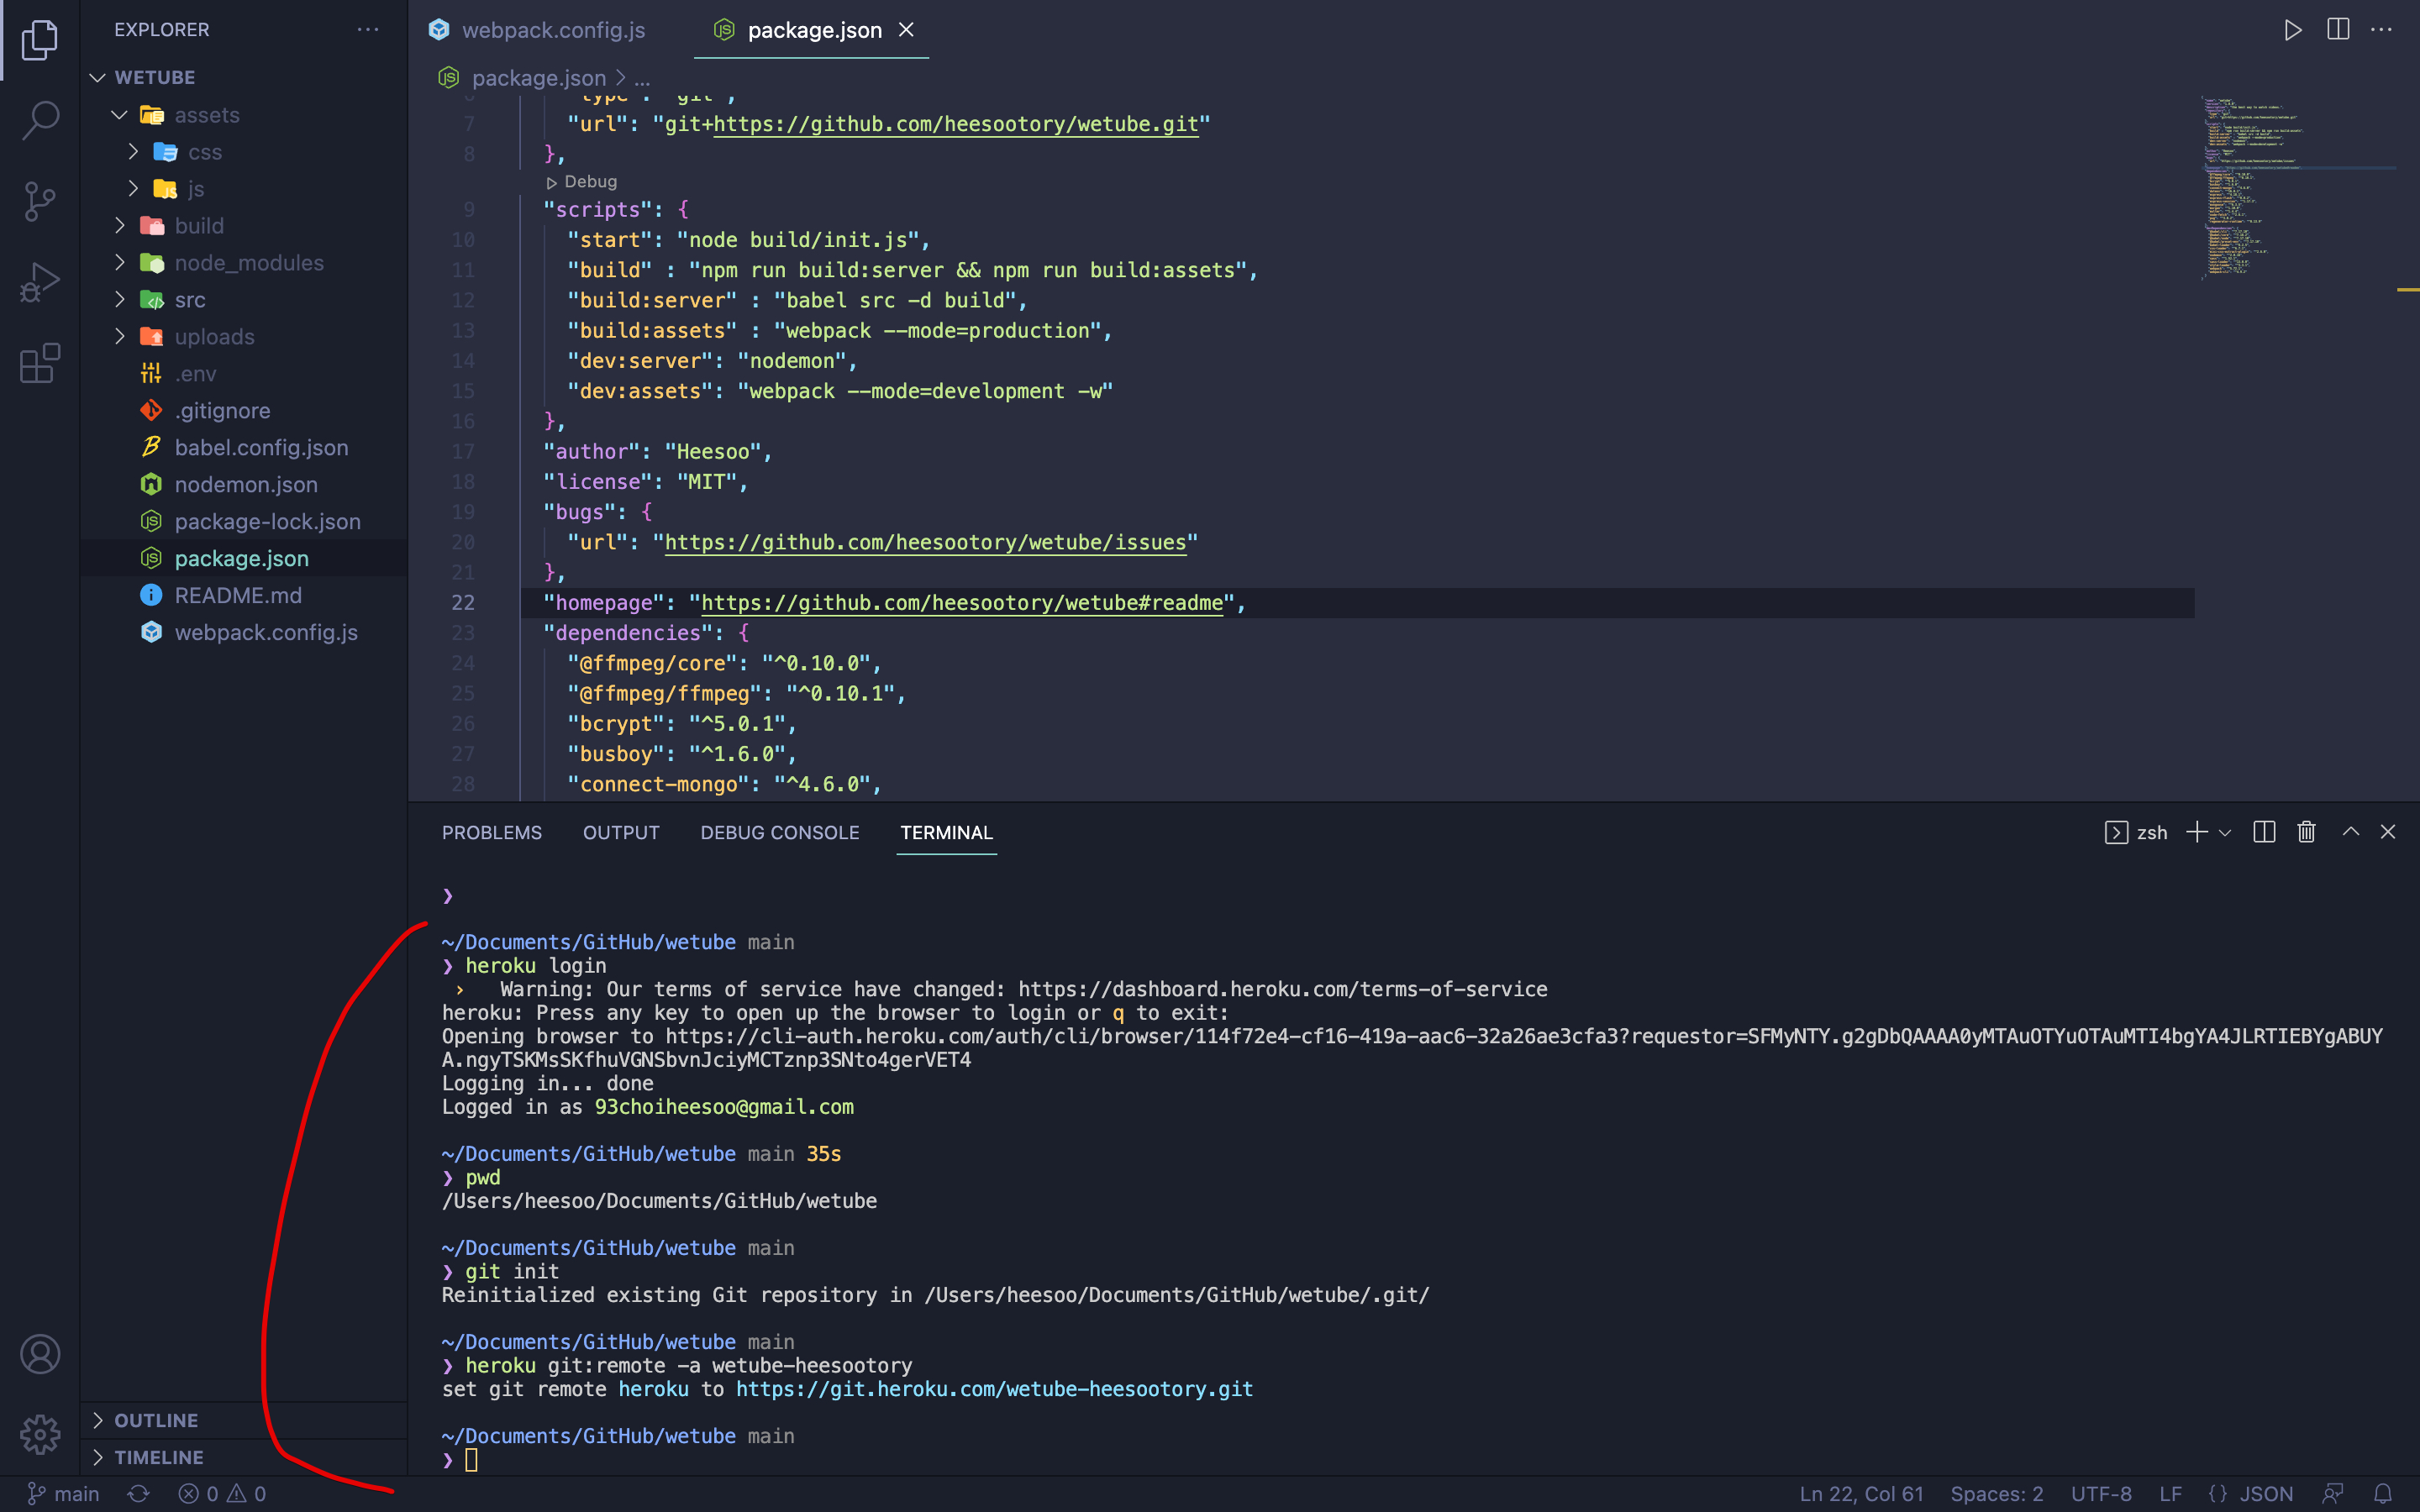 EXPLORER
WETUBE
assets
css
js
build
node_modules
src
uploads
.env
.gitignore
babel.config.json
nodemon.json
package-lock.json
package.json
README.md
webpack.config.js
OUTLINE
TIMELINE
webpack.config.js
package.json
package.json > ...
6 "type": "git",
7 "url": "git+https://github.com/heesootory/wetube.git"
8 },
Debug
9 "scripts": {
10 "start": "node build/init.js",
11 "build" : "npm run build:server && npm run build:assets",
12 "build:server" : "babel src -d build",
13 "build:assets" : "webpack --mode=production",
14 "dev:server": "nodemon",
15 "dev:assets": "webpack --mode=development -w"
16 },
17 "author": "Heesoo",
18 "license": "MIT",
19 "bugs": {
20 "url": "https://github.com/heesootory/wetube/issues"
21 },
22 "homepage": "https://github.com/heesootory/wetube#readme",
23 "dependencies": {
24 "@ffmpeg/core": "^0.10.0",
25 "@ffmpeg/ffmpeg": "^0.10.1",
26 "bcrypt": "^5.0.1",
27 "busboy": "^1.6.0",
28 "connect-mongo": "^4.6.0",
PROBLEMS OUTPUT DEBUG CONSOLE TERMINAL
zsh
❯
~/Documents/GitHub/wetube main
❯ heroku login
› Warning: Our terms of service have changed: https://dashboard.heroku.com/terms-of-service
heroku: Press any key to open up the browser to login or q to exit:
Opening browser to https://cli-auth.heroku.com/auth/cli/browser/114f72e4-cf16-419a-aac6-32a26ae3cfa3?requestor=SFMyNTY.g2gDbQAAAA0yMTAuOTYuOTAuMTI4bgYA4JLRTIEBYgABUY
A.ngyTSKMsSKfhuVGNSbvnJciyMCTznp3SNto4gerVET4
Logging in... done
Logged in as 93choiheesoo@gmail.com
~/Documents/GitHub/wetube main 35s
❯ pwd
/Users/heesoo/Documents/GitHub/wetube
~/Documents/GitHub/wetube main
❯ git init
Reinitialized existing Git repository in /Users/heesoo/Documents/GitHub/wetube/.git/
~/Documents/GitHub/wetube main
❯ heroku git:remote -a wetube-heesootory
set git remote heroku to https://git.heroku.com/wetube-heesootory.git
~/Documents/GitHub/wetube main
❯
main 0 0 Ln 22, Col 61 Spaces: 2 UTF-8 LF {} JSON